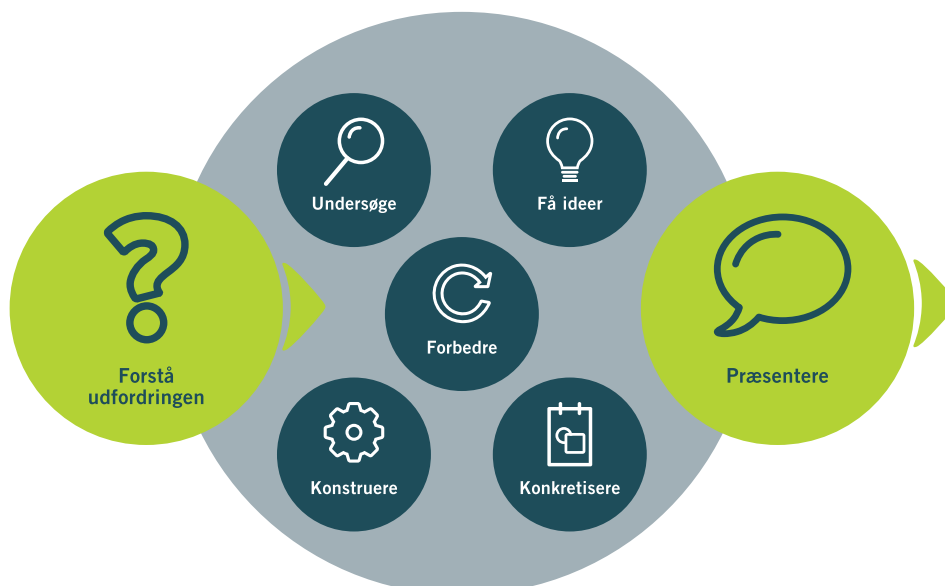 Undersøge
Få ideer
Forstå
udfordringen
Forbedre
Præsentere
Konstruere
Konkretisere